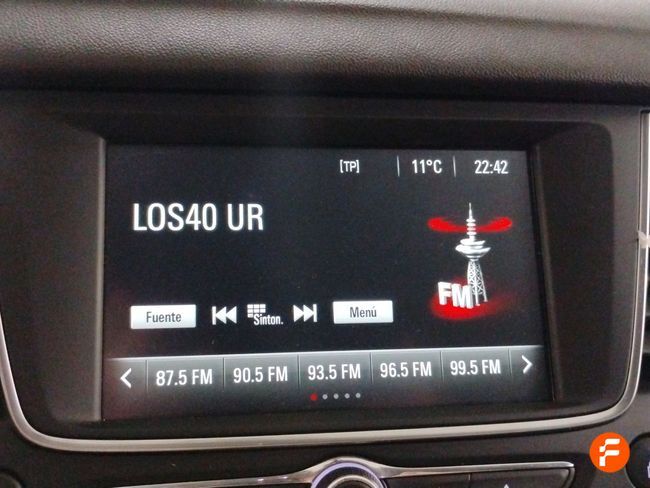 [TP] 11°C 22:42
LOS40 UR
FM
Fuente Sinton. Menú
87.5 FM 90.5 FM 93.5 FM 96.5 FM 99.5 FM